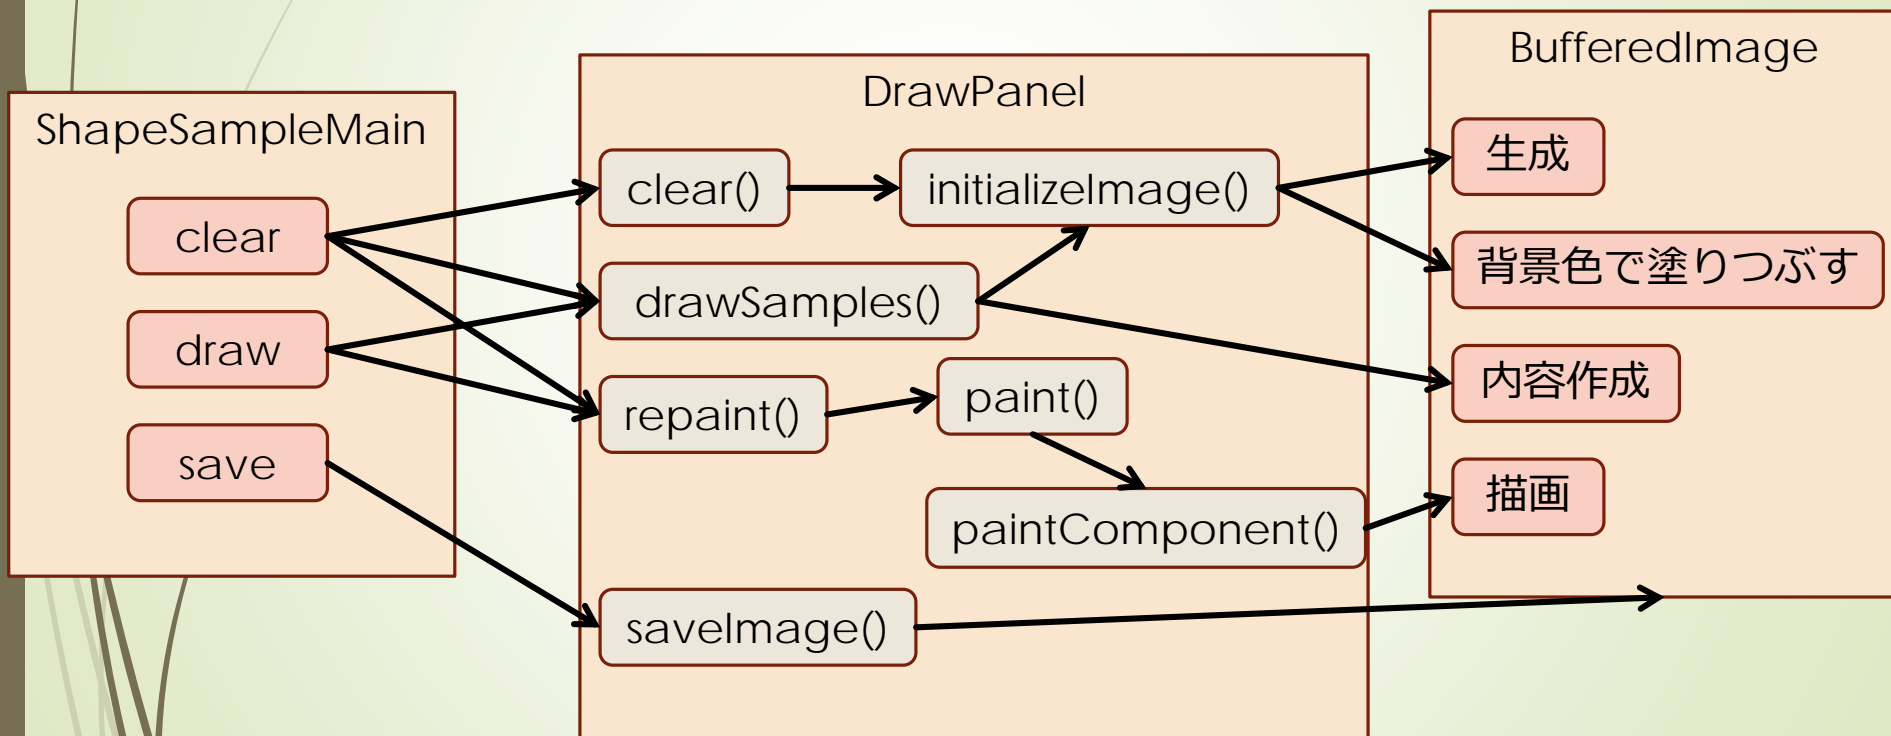 ShapeSampleMain
clear
draw
save
DrawPanel
clear()
initializeImage()
drawSamples()
repaint()
paint()
paintComponent()
saveImage()
BufferedImage
生成
背景色で塗りつぶす
内容作成
描画